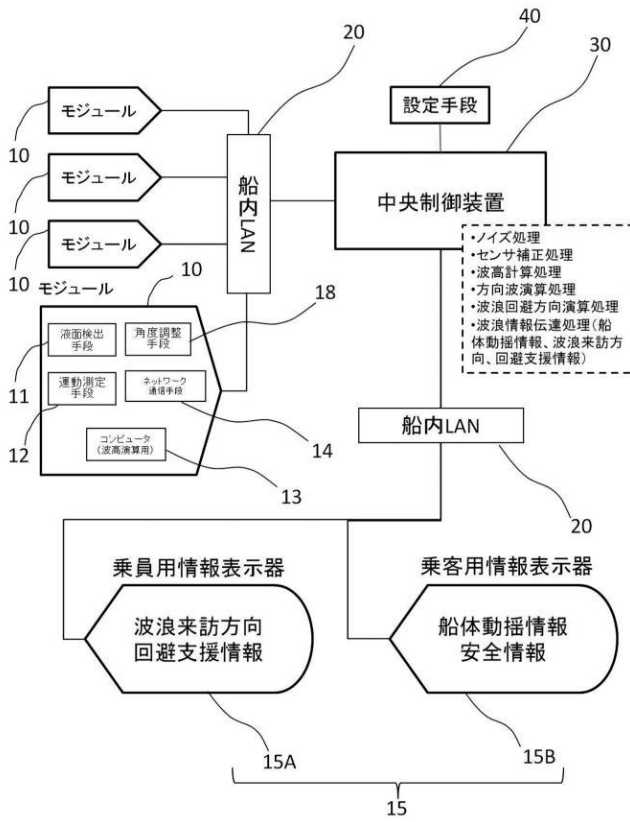 20
40
30
モジュール
10
設定手段
モジュール
10
船内LAN
中央制御装置
モジュール
10
モジュール
10
18
・ノイズ処理
・センサ補正処理
・波高計算処理
・方向波演算処理
・波浪回避方向演算処理
・波浪情報伝達処理(船
体動揺情報、波浪来訪方
向、回避支援情報)
液面検出
手段
角度調整
手段
11
運動測定
手段
ネットワーク
通信手段
12
14
コンピュータ
(波高演算用)
13
船内LAN
20
乗員用情報表示器
乗客用情報表示器
波浪来訪方向
回避支援情報
船体動揺情報
安全情報
15A
15B
15